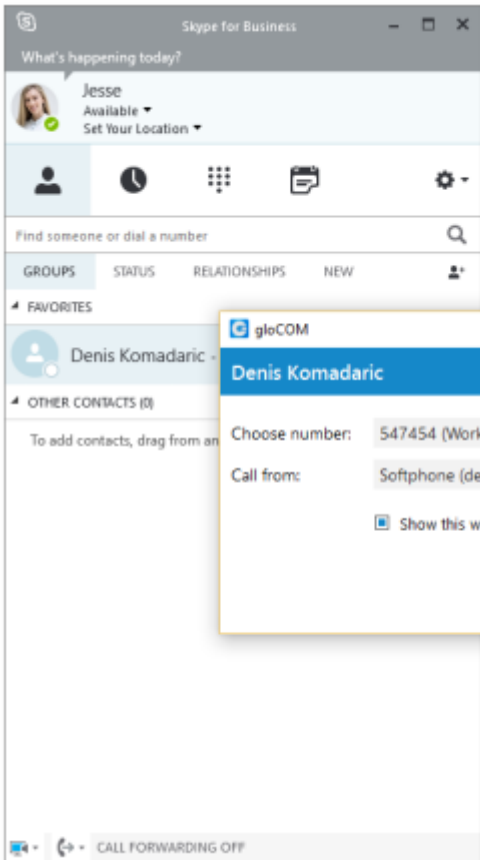 Skype for Business
What's happening today?
Jesse
Available
Set Your Location
Find someone or dial a number
GROUPS STATUS RELATIONSHIPS NEW
FAVORITES
gloCOM
Denis Komadaric -
Denis Komadaric
OTHER CONTACTS (0)
To add contacts, drag from an
Choose number: 547454 (Work
Call from: Softphone (de
Show this w
CALL FORWARDING OFF